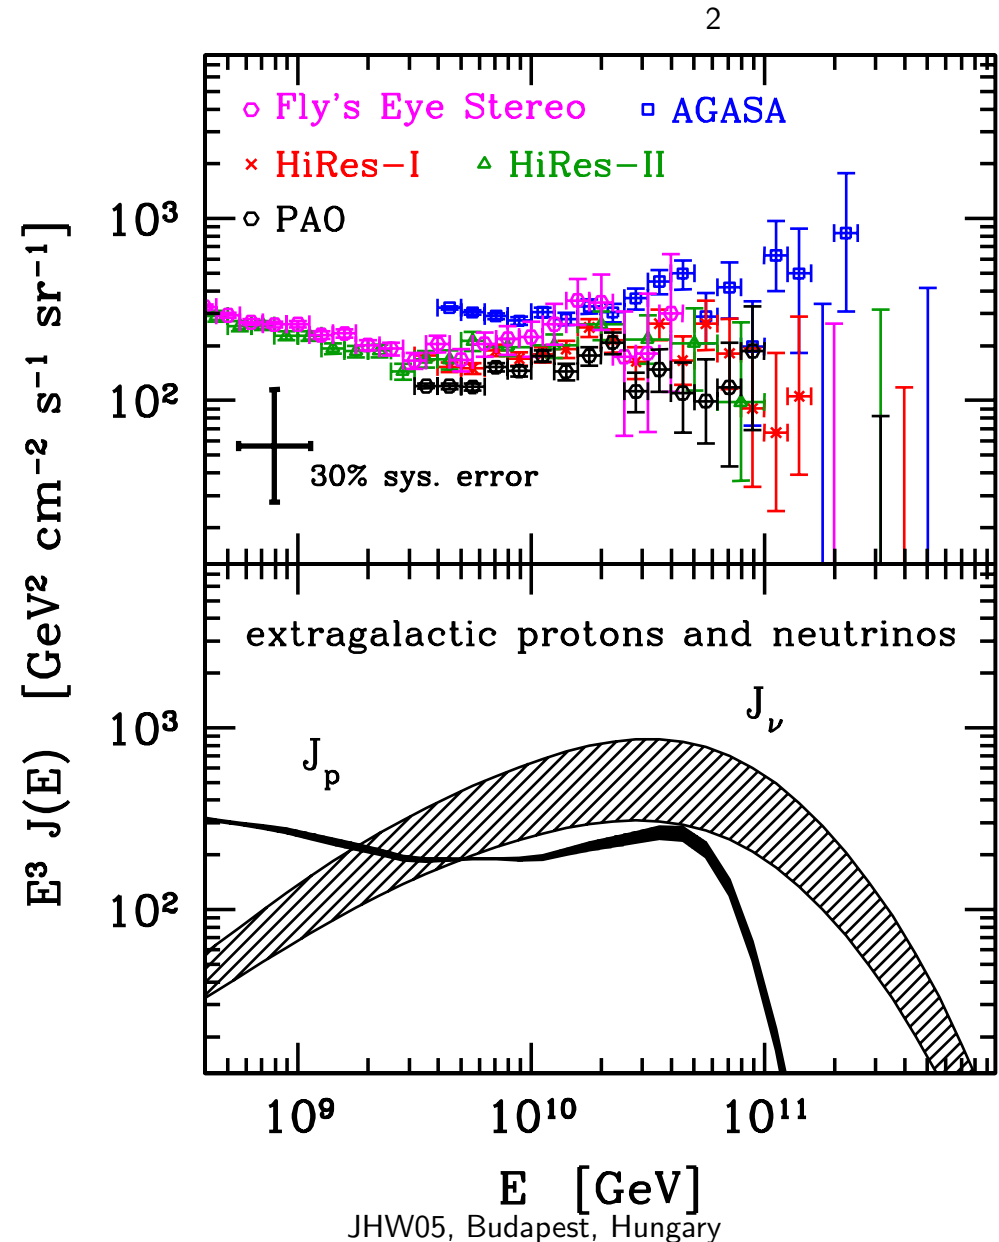 2
Fly's Eye Stereo
AGASA
HiRes−I
HiRes−II
PAO
10³
10²
30% sys. error
extragalactic protons and neutrinos
J_p
J_ν
10³
10²
E³ J(E) [GeV² cm⁻² s⁻¹ sr⁻¹]
10⁹ 10¹⁰ 10¹¹
E [GeV]
JHW05, Budapest, Hungary